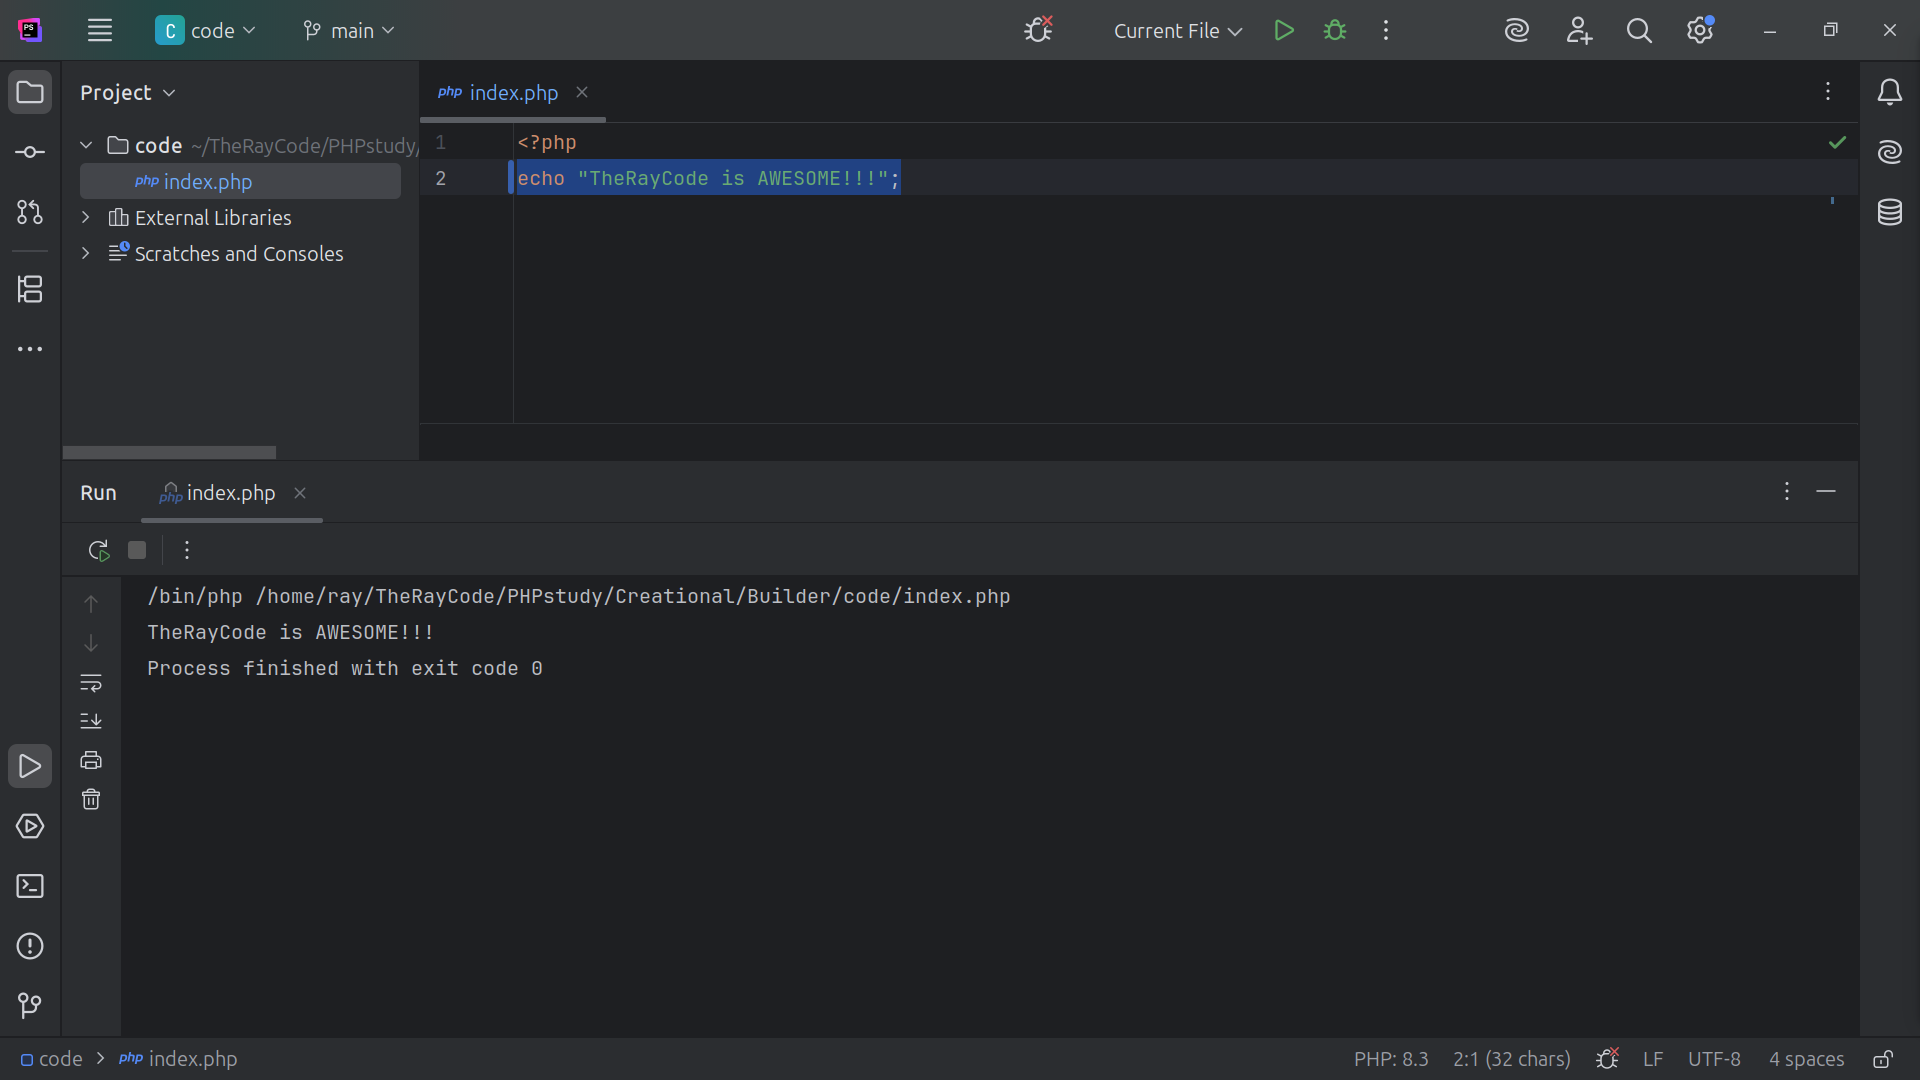 PS
C code
main
Current File
Project
code ~/TheRayCode/PHPstudy/
php index.php
External Libraries
Scratches and Consoles
php index.php
1 <?php
2 echo "TheRayCode is AWESOME!!!";
Run
php index.php
/bin/php /home/ray/TheRayCode/PHPstudy/Creational/Builder/code/index.php
TheRayCode is AWESOME!!!
Process finished with exit code 0
code
php index.php
PHP: 8.3
2:1 (32 chars)
LF
UTF-8
4 spaces